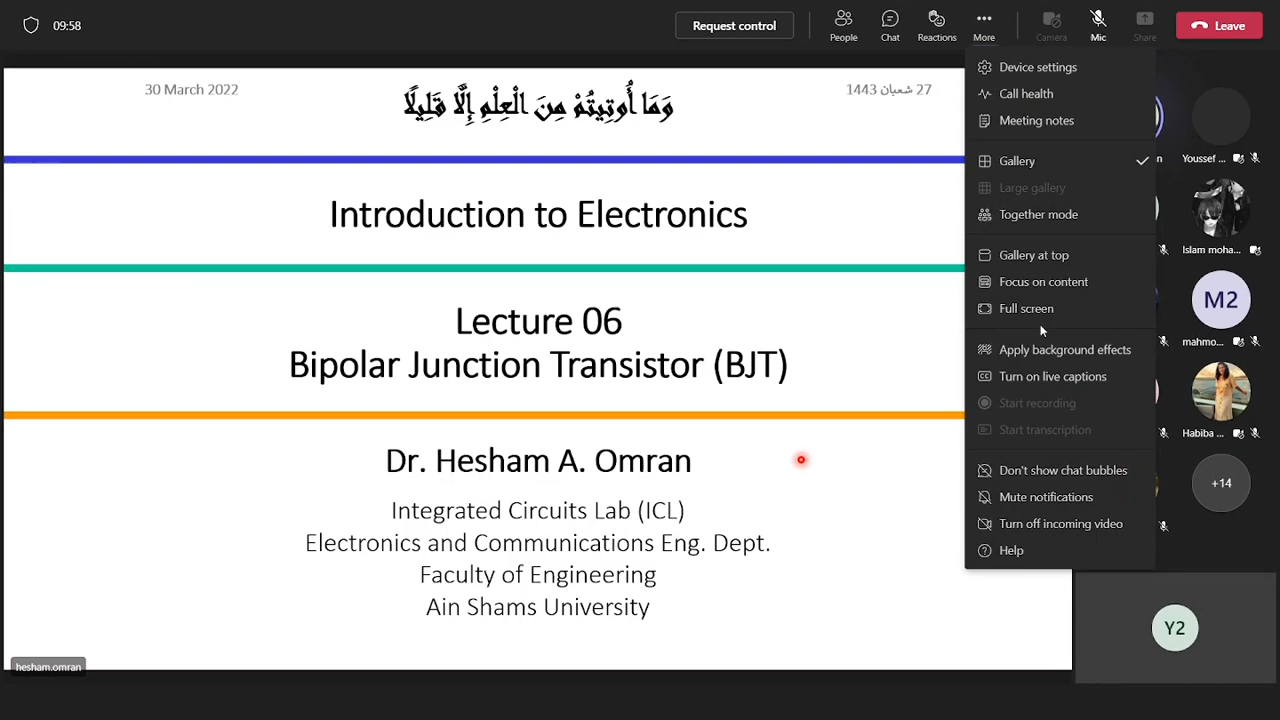 09:58
Request control
People
Chat
Reactions
More
Camera
Mic
Share
Leave
30 March 2022
وَمَا أُوتِيتُمْ مِنَ الْعِلْمِ إِلَّا قَلِيلًا
27 شعبان 1443
Introduction to Electronics
Lecture 06
Bipolar Junction Transistor (BJT)
Dr. Hesham A. Omran
Integrated Circuits Lab (ICL)
Electronics and Communications Eng. Dept.
Faculty of Engineering
Ain Shams University
hesham.omran
Device settings
Call health
Meeting notes
Gallery
Large gallery
Together mode
Gallery at top
Focus on content
Full screen
Apply background effects
Turn on live captions
Start recording
Start transcription
Don't show chat bubbles
Mute notifications
Turn off incoming video
Help
Youssef ...
Islam moha...
M2
mahmo...
Habiba ...
+14
Y2